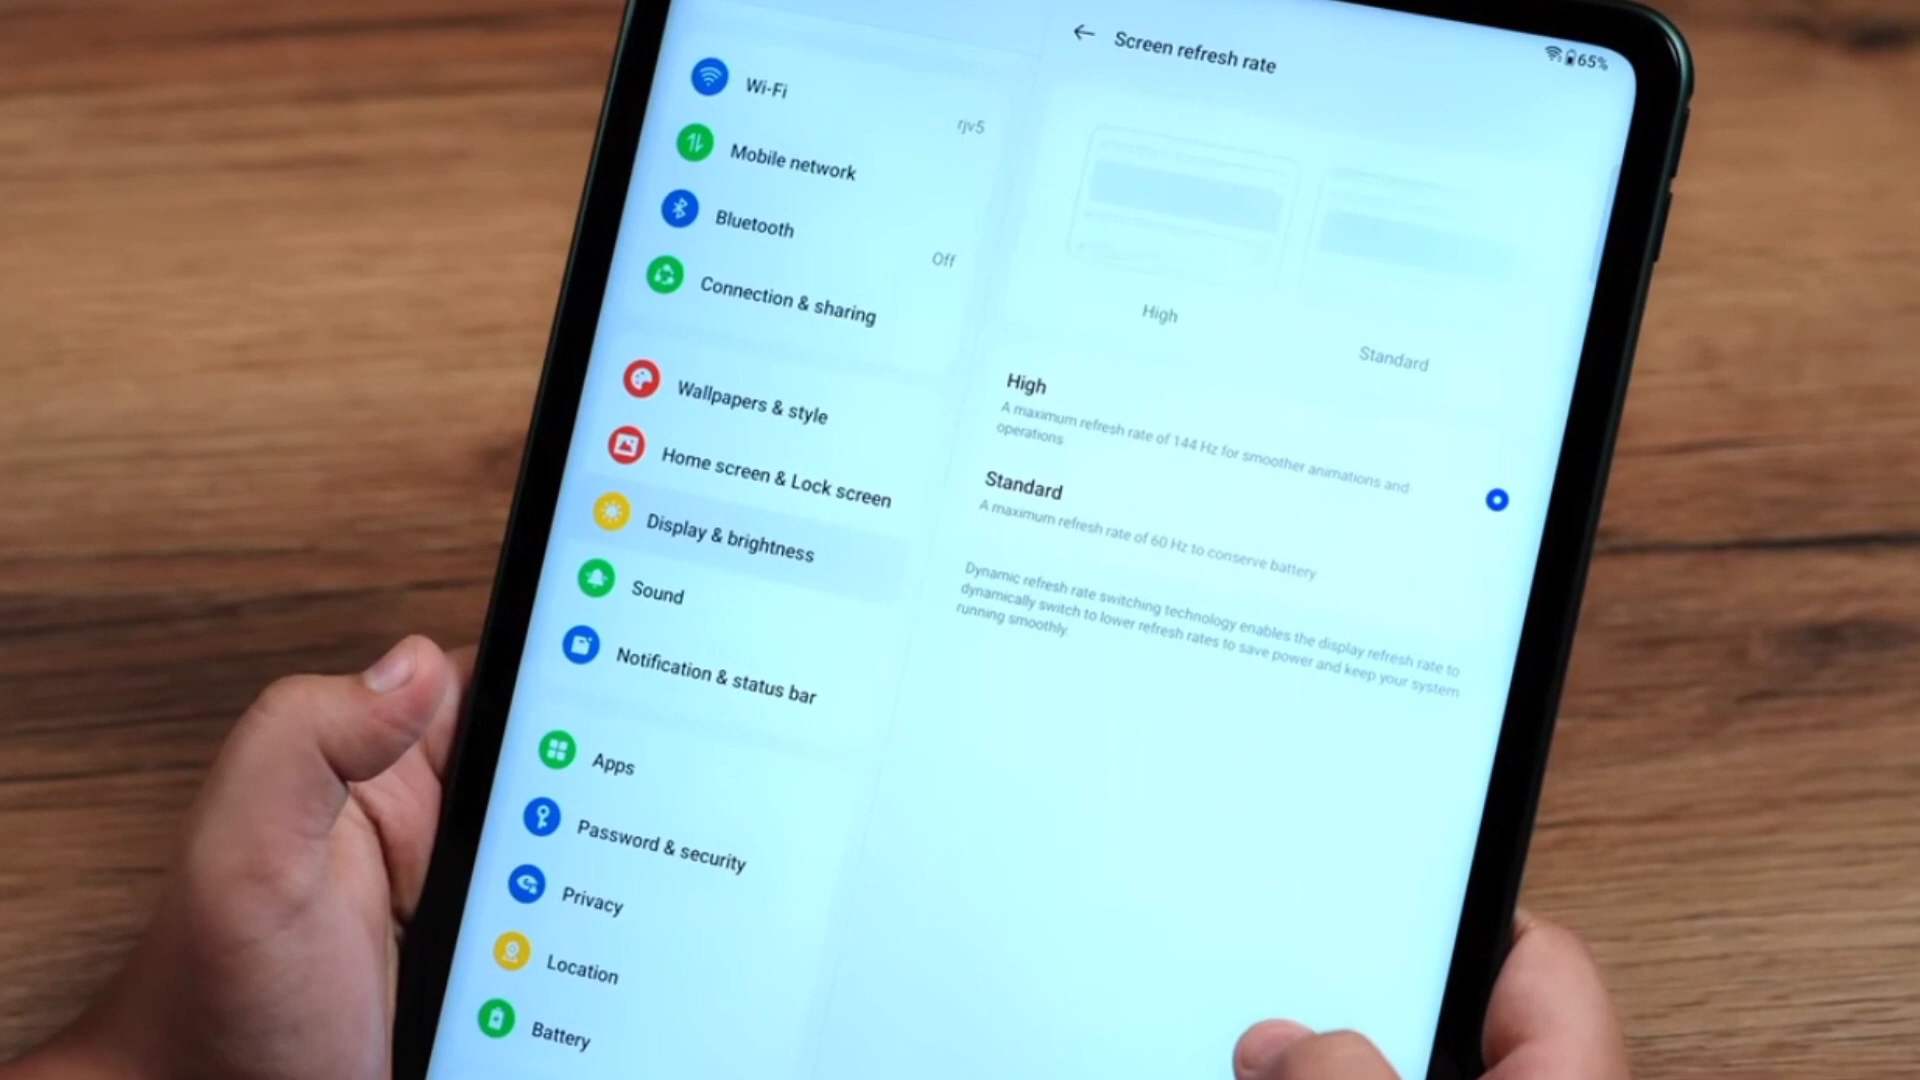 Wi-Fi
rjv5
Mobile network
Bluetooth
Off
Connection & sharing
Wallpapers & style
Home screen & Lock screen
Display & brightness
Sound
Notification & status bar
Apps
Password & security
Privacy
Location
Battery
Screen refresh rate
65%
High
Standard
High
A maximum refresh rate of 144 Hz for smoother animations and
operations
Standard
A maximum refresh rate of 60 Hz to conserve battery
Dynamic refresh rate switching technology enables the display refresh rate to
dynamically switch to lower refresh rates to save power and keep your system
running smoothly.